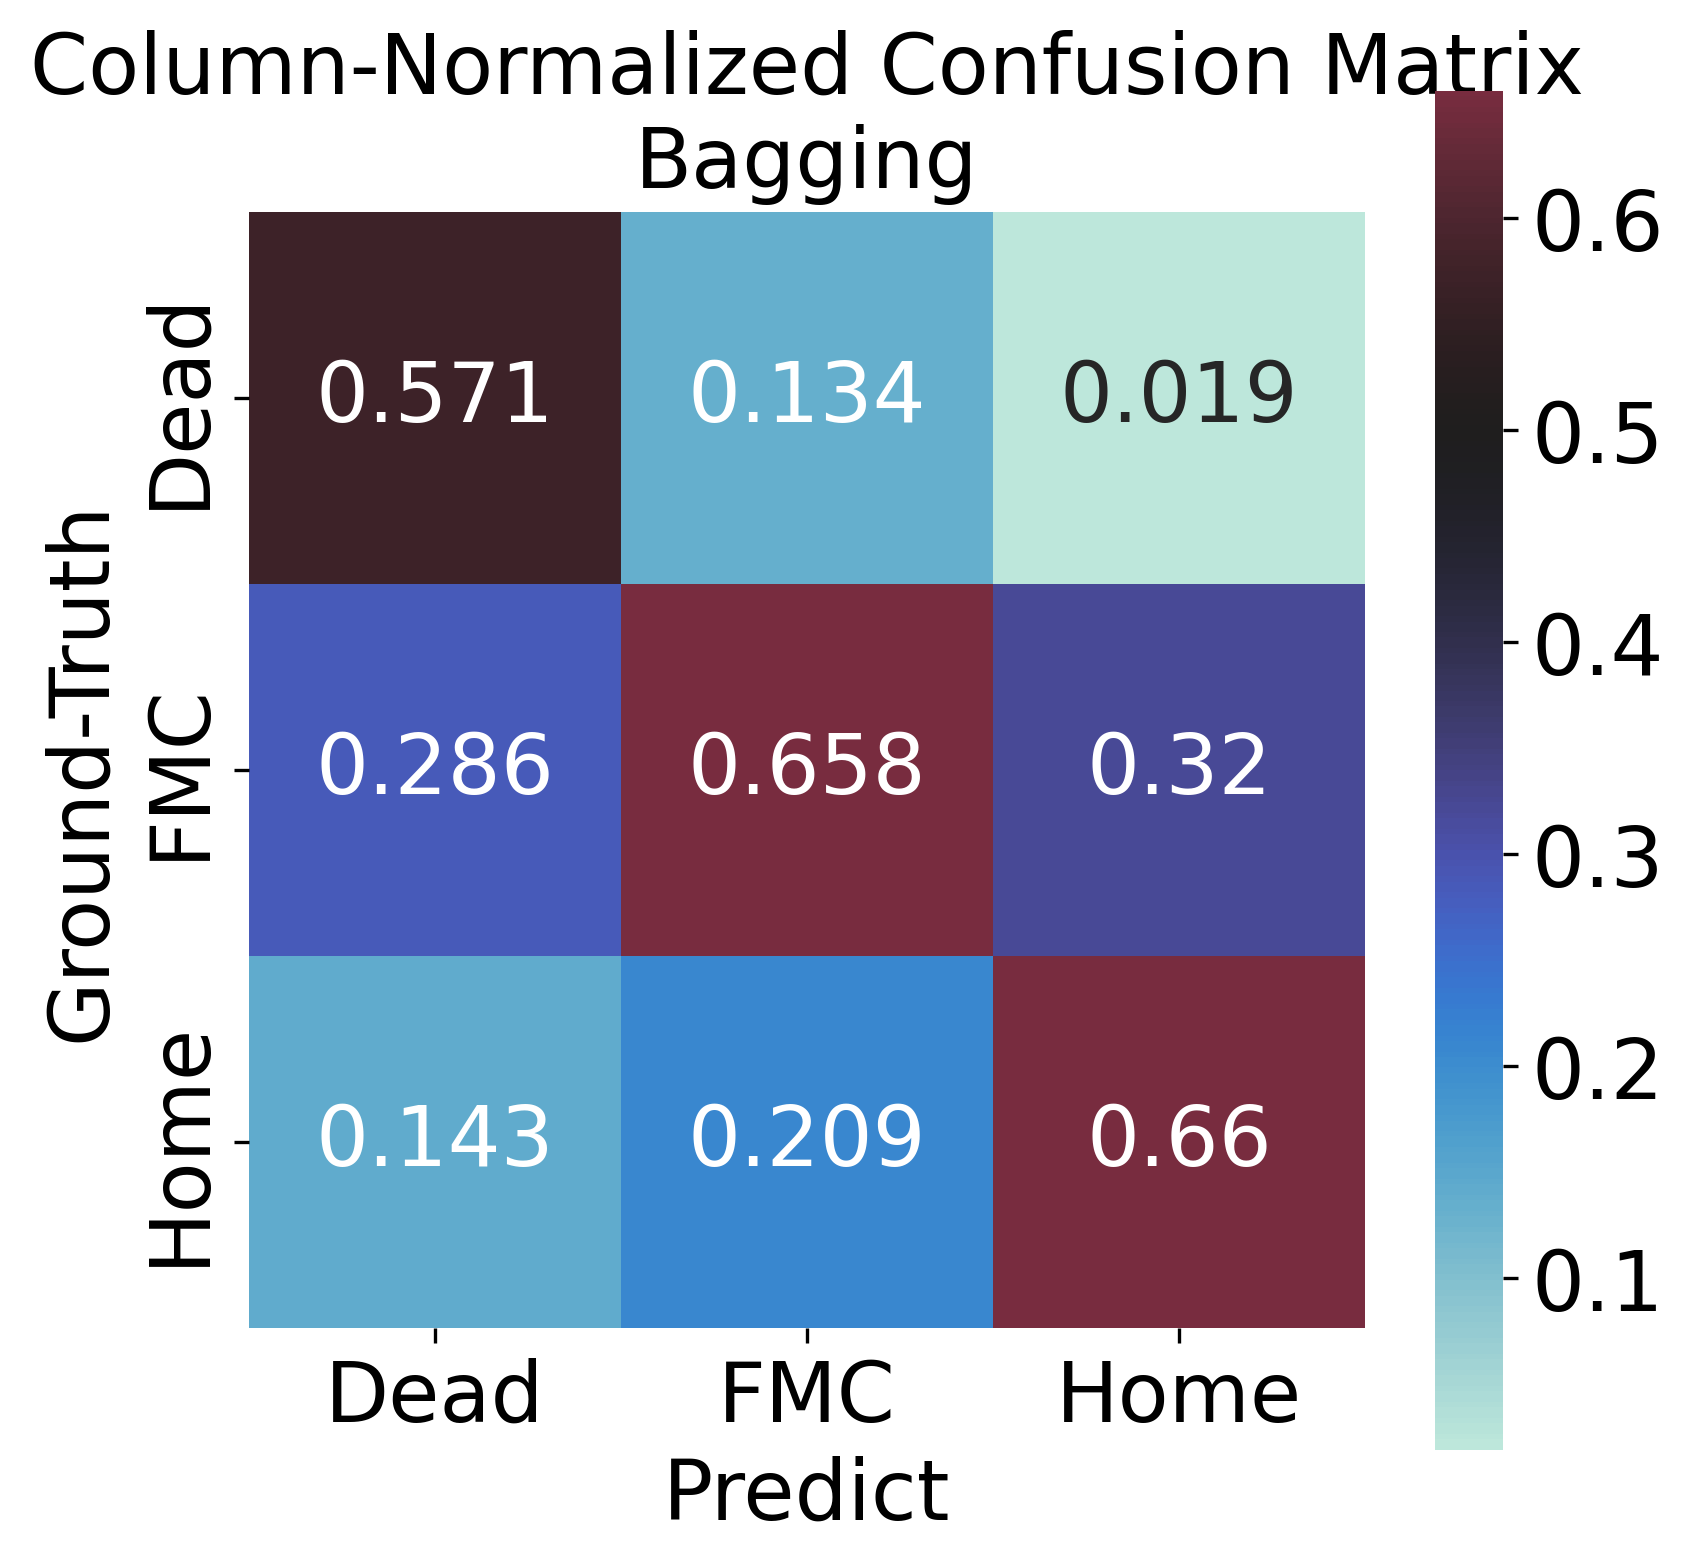 Column-Normalized Confusion Matrix
Bagging
Ground-Truth
Dead
0.571 0.134 0.019
FMC
0.286 0.658 0.32
Home
0.143 0.209 0.66
Dead FMC Home
Predict
0.6
0.5
0.4
0.3
0.2
0.1